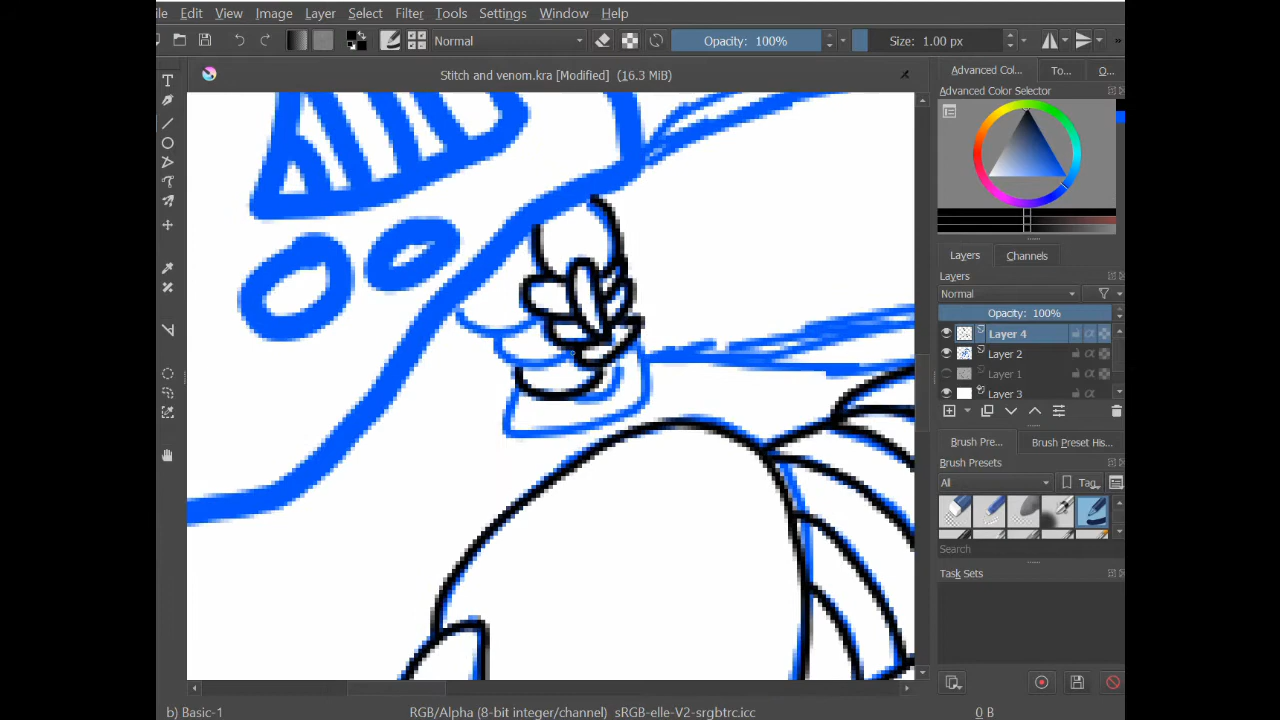 ile Edit View Image Layer Select Filter Tools Settings Window Help
Normal Opacity: 100% Size: 1.00 px »
Stitch and venom.kra [Modified] (16.3 MiB)
Advanced Col... To... O...
Advanced Color Selector
Layers Channels
Layers
Normal
Opacity: 100%
Layer 4
Layer 2
Layer 1
Layer 3
Brush Pre... Brush Preset His...
Brush Presets
All Tag
Search
Task Sets
b) Basic-1 RGB/Alpha (8-bit integer/channel) sRGB-elle-V2-srgbtrc.icc 0 B